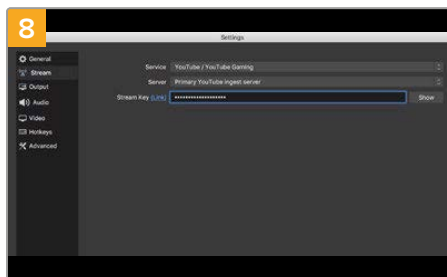 8
Settings
General
Stream
Output
Audio
Video
Hotkeys
Advanced
Service YouTube / YouTube Gaming
Server Primary YouTube ingest server
Stream Key (Link) •••••••••••••••••••• Show